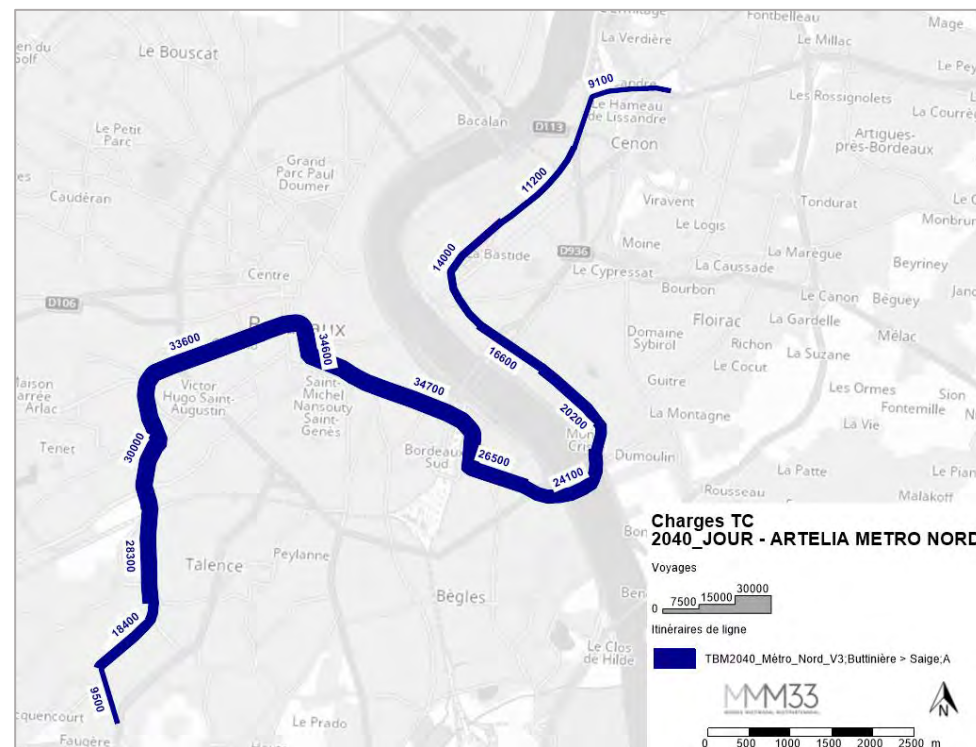 La Verdière
Fontbelleau
Mage
Le Bouscat
Le Millac
9100
andre
Le Hameau
de Lissandre
Les Rossignolets
Bacalan
D113
Cenon
Artigues-
près-Bordeaux
Le Petit
Parc
Grand
Parc Paul
Doumer
11200
Caudéran
Viravent
Tondurat
Le Logis
14000
La Bastide
D936
Moine
La Marègue
Le Cypressat
La Caussade
Beyriney
Centre
Bourbon
Le Canon
Béguey
D106
33600
34600
Floirac
La Gardelle
Mélac
Domaine
Sybirol
Richon
La Suzane
16600
Le Cocut
Victor
Hugo Saint-
Augustin
Saint-
Michel
Nansouty
Saint-
Genès
34700
Guitre
Les Ormes
Sion
Fontemille
La Montagne
20200
La Vie
30000
Tenet
Bordeaux
Sud
26500
24100
Dumoulin
La Patte
Rousseau
Malakoff
28300
Talence
Peylanne
Bègles
18400
Le Clos
de Hilde
9500
Le Prado
Faugère
Charges TC
2040_JOUR - ARTELIA METRO NORD
Voyages
0 7500 15000 30000
Itinéraires de ligne
TBM2040_Métro_Nord_V3;Buttinière > Saige;A
MMM33
N
0 500 1000 1500 2000 2500 m